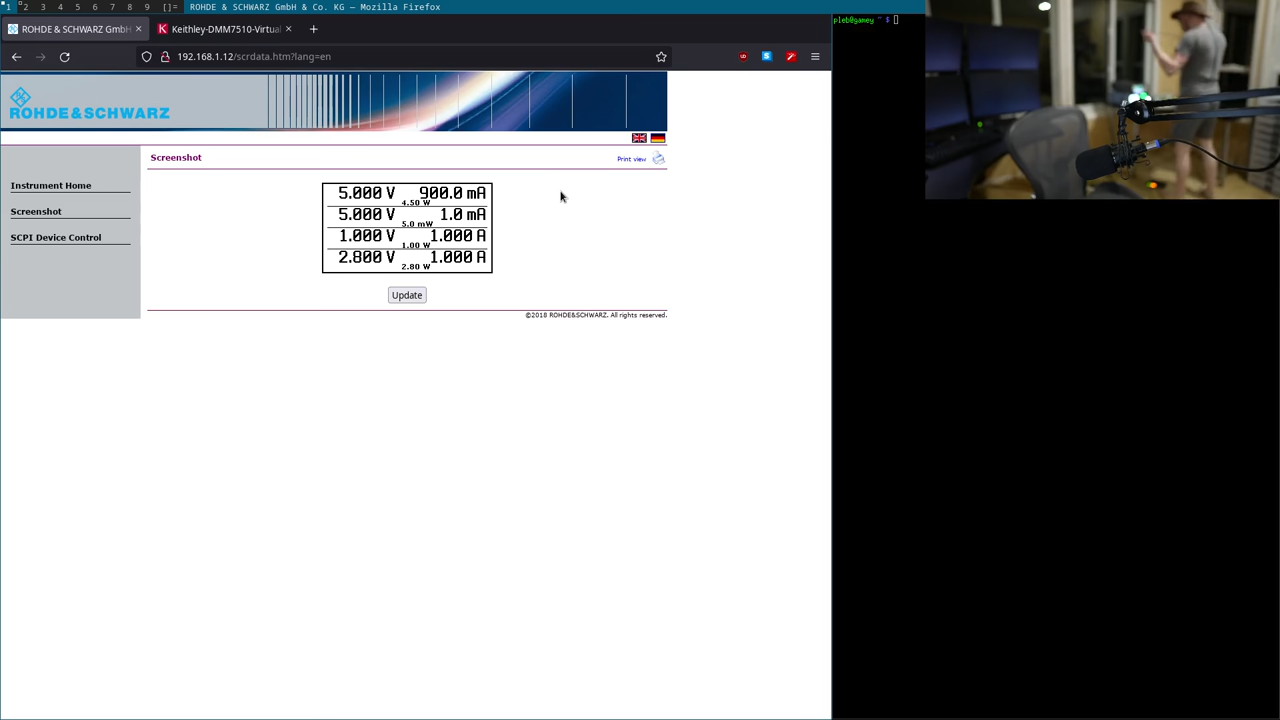 1 2 3 4 5 6 7 8 9 []= ROHDE & SCHWARZ GmbH & Co. KG — Mozilla Firefox
ROHDE & SCHWARZ GmbH
Keithley-DMM7510-Virtual
192.168.1.12/scrdata.htm?lang=en
pleb@gamey ~ $
ROHDE&SCHWARZ
Screenshot
Print view
Instrument Home
Screenshot
SCPI Device Control
5.000 V 900.0 mA
4.50 W
5.000 V 1.0 mA
5.0 mW
1.000 V 1.000 A
1.00 W
2.800 V 1.000 A
2.80 W
Update
©2018 ROHDE&SCHWARZ. All rights reserved.